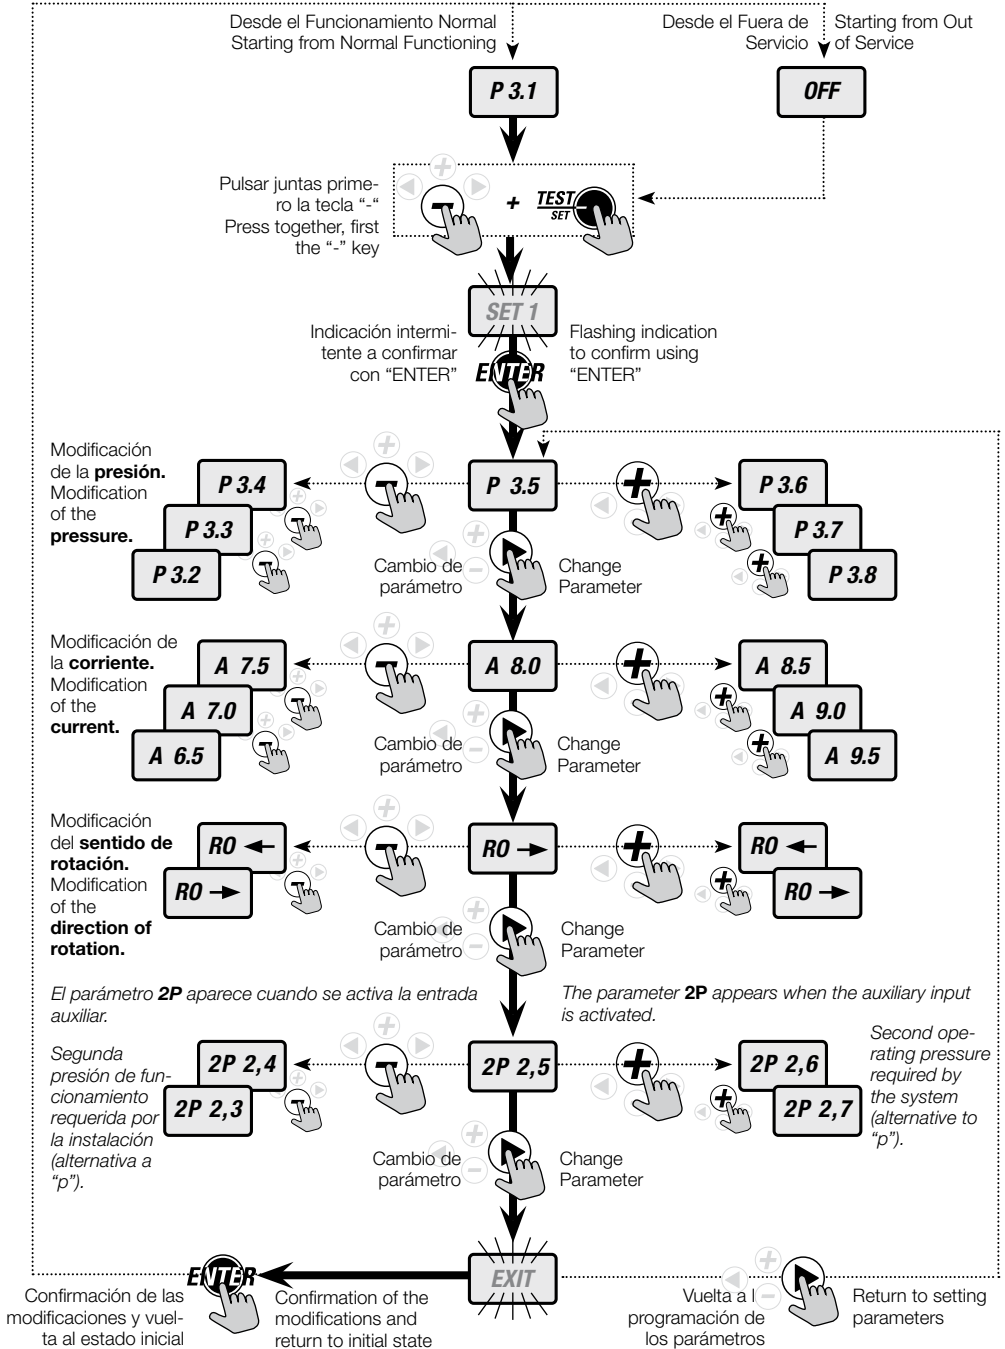 Desde el Funcionamiento Normal
Starting from Normal Functioning
Desde el Fuera de
Servicio
Starting from Out
of Service
P 3.1
OFF
Pulsar juntas prime-
ro la tecla “-“
Press together, first
the “-” key
+
TEST
SET
SET 1
Indicación intermi-
tente a confirmar
con “ENTER”
ENTER
Flashing indication
to confirm using
“ENTER”
Modificación
de la presión.
Modification
of the
pressure.
P 3.4
P 3.3
P 3.2
P 3.5
P 3.6
P 3.7
P 3.8
Cambio de
parámetro
Change
Parameter
Modificación de
la corriente.
Modification
of the
current.
A 7.5
A 7.0
A 6.5
A 8.0
A 8.5
A 9.0
A 9.5
Cambio de
parámetro
Change
Parameter
Modificación
del sentido de
rotación.
Modification
of the
direction of
rotation.
RO ←
RO →
RO →
RO ←
RO →
Cambio de
parámetro
Change
Parameter
El parámetro 2P aparece cuando se activa la entrada
auxiliar.
The parameter 2P appears when the auxiliary input
is activated.
Segunda
presión de fun-
cionamiento
requerida por
la instalación
(alternativa a
“p”).
2P 2,4
2P 2,3
2P 2,5
2P 2,6
2P 2,7
Second ope-
rating pressure
required by
the system
(alternative to
“p”).
Cambio de
parámetro
Change
Parameter
ENTER
EXIT
Confirmación de las
modificaciones y vuel-
ta al estado inicial
Confirmation of the
modifications and
return to initial state
Vuelta a l
programación de
los parámetros
Return to setting
parameters